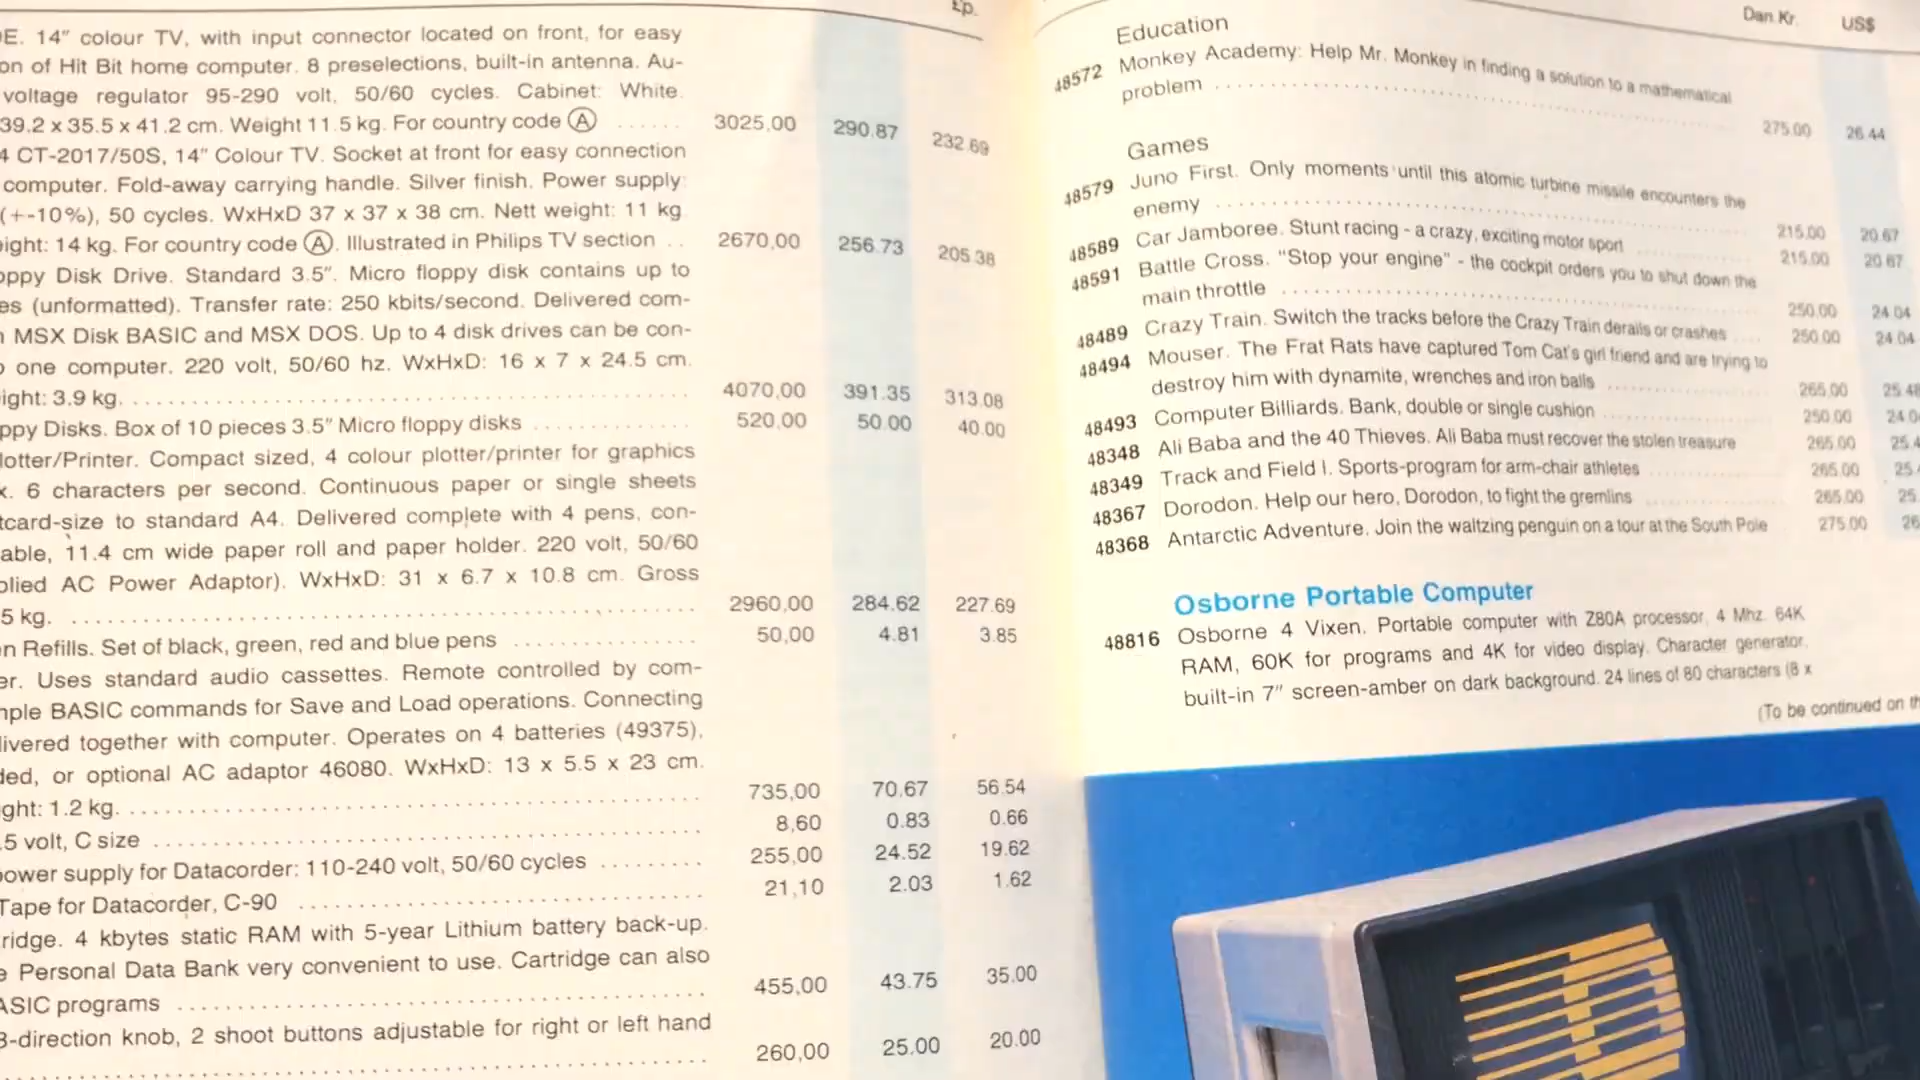 £p.
E. 14" colour TV, with input connector located on front, for easy
on of Hit Bit home computer. 8 preselections, built-in antenna. Au-
voltage regulator 95-290 volt, 50/60 cycles. Cabinet: White.
39.2 x 35.5 x 41.2 cm. Weight 11.5 kg. For country code Ⓐ ...... 3025,00 290.87 232.69
4 CT-2017/50S, 14" Colour TV. Socket at front for easy connection
computer. Fold-away carrying handle. Silver finish. Power supply:
(+-10%), 50 cycles. WxHxD 37 x 37 x 38 cm. Nett weight: 11 kg
ight: 14 kg. For country code Ⓐ. Illustrated in Philips TV section .. 2670,00 256.73 205.38
oppy Disk Drive. Standard 3.5". Micro floppy disk contains up to
es (unformatted). Transfer rate: 250 kbits/second. Delivered com-
n MSX Disk BASIC and MSX DOS. Up to 4 disk drives can be con-
o one computer. 220 volt, 50/60 hz. WxHxD: 16 x 7 x 24.5 cm.
ight: 3.9 kg. .......... 4070,00 391.35 313.08
ppy Disks. Box of 10 pieces 3.5" Micro floppy disks .......... 520,00 50.00 40.00
lotter/Printer. Compact sized, 4 colour plotter/printer for graphics
x. 6 characters per second. Continuous paper or single sheets
tcard-size to standard A4. Delivered complete with 4 pens, con-
able, 11.4 cm wide paper roll and paper holder. 220 volt, 50/60
plied AC Power Adaptor). WxHxD: 31 x 6.7 x 10.8 cm. Gross
5 kg. .......... 2960,00 284.62 227.69
n Refills. Set of black, green, red and blue pens .......... 50,00 4.81 3.85
er. Uses standard audio cassettes. Remote controlled by com-
mple BASIC commands for Save and Load operations. Connecting
livered together with computer. Operates on 4 batteries (49375),
ded, or optional AC adaptor 46080. WxHxD: 13 x 5.5 x 23 cm.
ght: 1.2 kg. .......... 735,00 70.67 56.54
.5 volt, C size .......... 8,60 0.83 0.66
power supply for Datacorder: 110-240 volt, 50/60 cycles .......... 255,00 24.52 19.62
Tape for Datacorder, C-90 .......... 21,10 2.03 1.62
ridge. 4 kbytes static RAM with 5-year Lithium battery back-up.
e Personal Data Bank very convenient to use. Cartridge can also
ASIC programs .......... 455,00 43.75 35.00
8-direction knob, 2 shoot buttons adjustable for right or left hand
.......... 260,00 25.00 20.00
Dan.Kr. US$
Education
48572 Monkey Academy: Help Mr. Monkey in finding a solution to a mathematical
problem .......... 275.00 26.44
Games
48579 Juno First. Only moments until this atomic turbine missile encounters the
enemy .......... 215.00 20.67
48589 Car Jamboree. Stunt racing - a crazy, exciting motor sport .......... 215.00 20.67
48591 Battle Cross. "Stop your engine" - the cockpit orders you to shut down the
main throttle .......... 250.00 24.04
48489 Crazy Train. Switch the tracks before the Crazy Train derails or crashes .... 250.00 24.04
48494 Mouser. The Frat Rats have captured Tom Cat's girl friend and are trying to
destroy him with dynamite, wrenches and iron balls .......... 265.00 25.48
48493 Computer Billiards. Bank, double or single cushion .......... 250.00 24.0
48348 Ali Baba and the 40 Thieves. Ali Baba must recover the stolen treasure 265.00 25.4
48349 Track and Field I. Sports-program for arm-chair athletes .......... 265.00 25.
48367 Dorodon. Help our hero, Dorodon, to fight the gremlins .......... 265.00 25.
48368 Antarctic Adventure. Join the waltzing penguin on a tour at the South Pole 275.00 26
Osborne Portable Computer
48816 Osborne 4 Vixen. Portable computer with Z80A processor, 4 Mhz. 64K
RAM, 60K for programs and 4K for video display. Character generator,
built-in 7" screen-amber on dark background. 24 lines of 80 characters (8 x
(To be continued on th